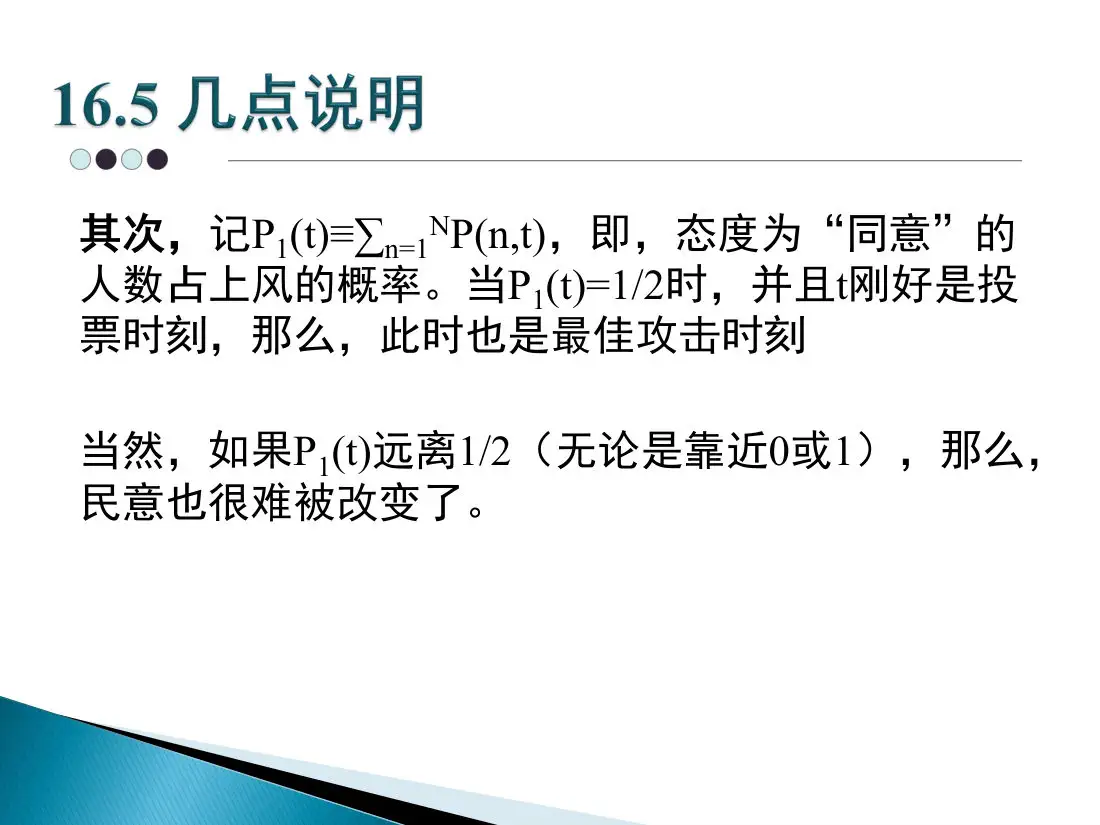 16.5 几点说明
其次，记P₁(t)≡∑ₙ₌₁ᴺP(n,t)，即，态度为“同意”的
人数占上风的概率。当P₁(t)=1/2时，并且t刚好是投
票时刻，那么，此时也是最佳攻击时刻
当然，如果P₁(t)远离1/2（无论是靠近0或1），那么，
民意也很难被改变了。